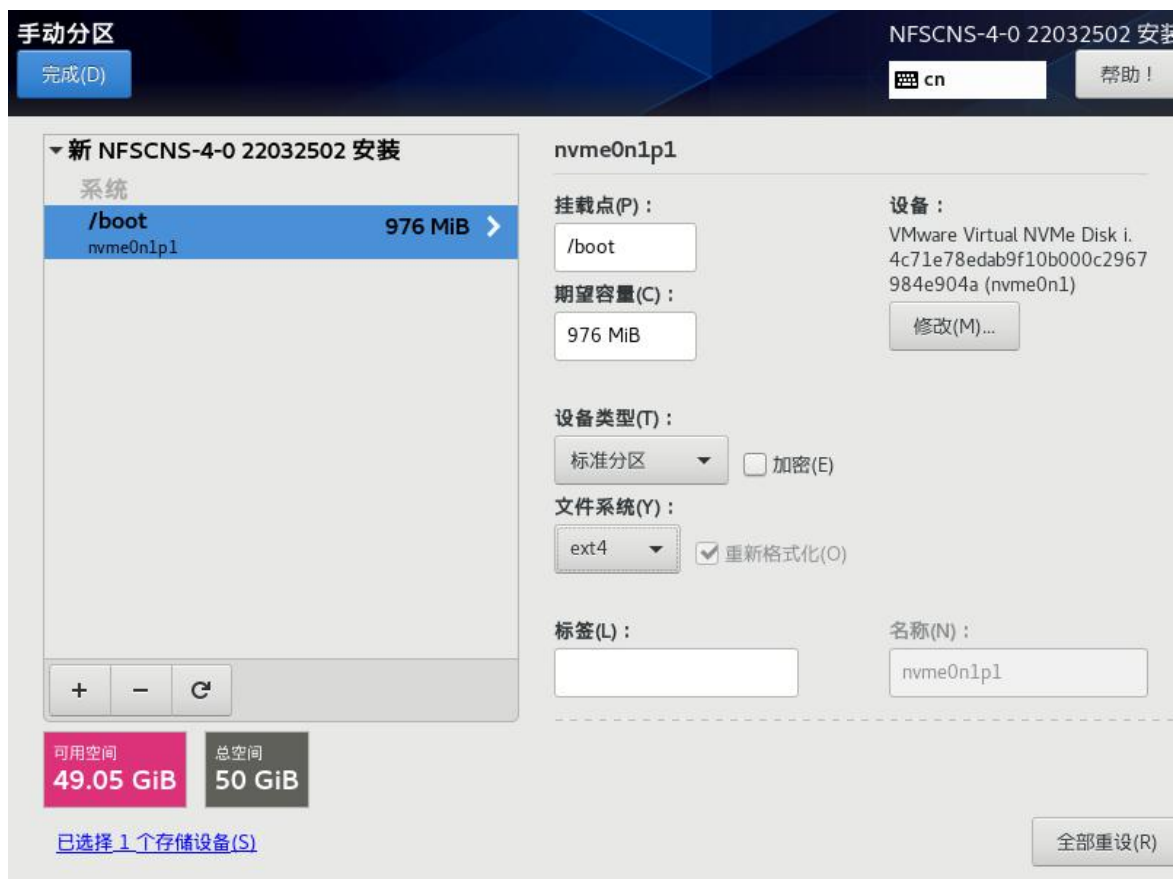 手动分区
NFSCNS-4-0 22032502 安装
完成(D)
cn
帮助！
新 NFSCNS-4-0 22032502 安装
系统
/boot
976 MiB
nvme0n1p1
nvme0n1p1
挂载点(P)：
/boot
期望容量(C)：
976 MiB
设备：
VMware Virtual NVMe Disk i.
4c71e78edab9f10b000c2967
984e904a (nvme0n1)
修改(M)...
设备类型(T)：
标准分区
加密(E)
文件系统(Y)：
ext4
重新格式化(O)
标签(L)：
名称(N)：
nvme0n1p1
可用空间
49.05 GiB
总空间
50 GiB
已选择 1 个存储设备(S)
全部重设(R)